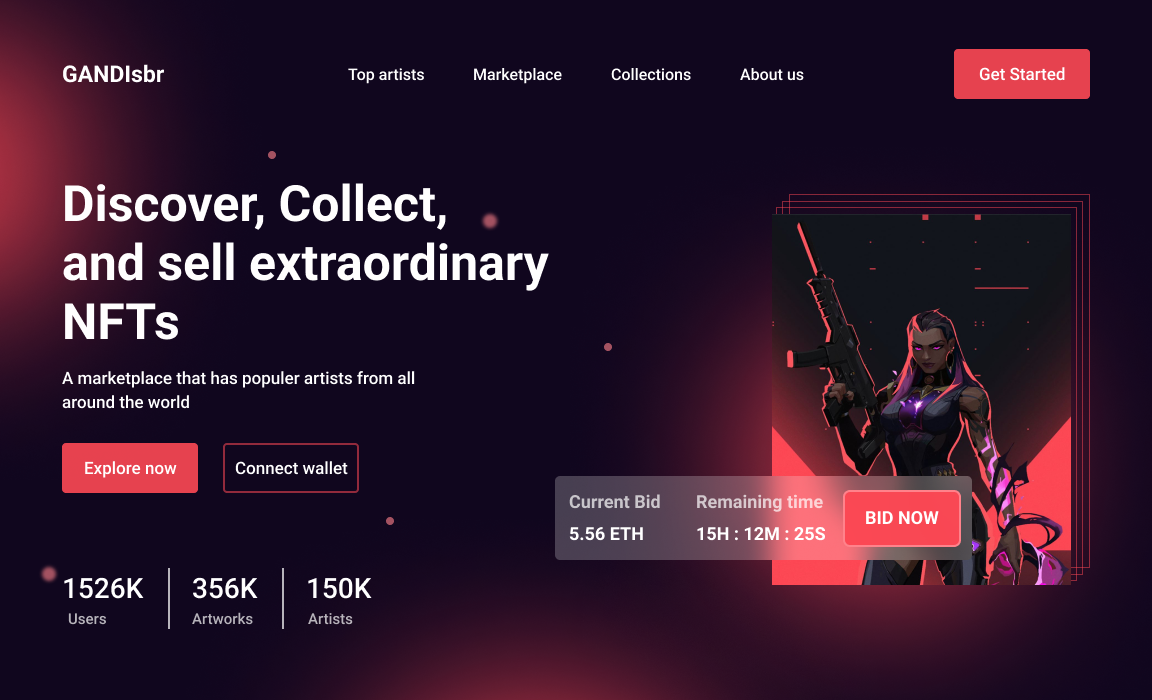 GANDIsbr
Top artists
Marketplace
Collections
About us
Get Started
Discover, Collect,
and sell extraordinary
NFTs
A marketplace that has populer artists from all
around the world
Explore now
Connect wallet
Current Bid
Remaining time
5.56 ETH
15H : 12M : 25S
BID NOW
1526K
356K
150K
Users
Artworks
Artists